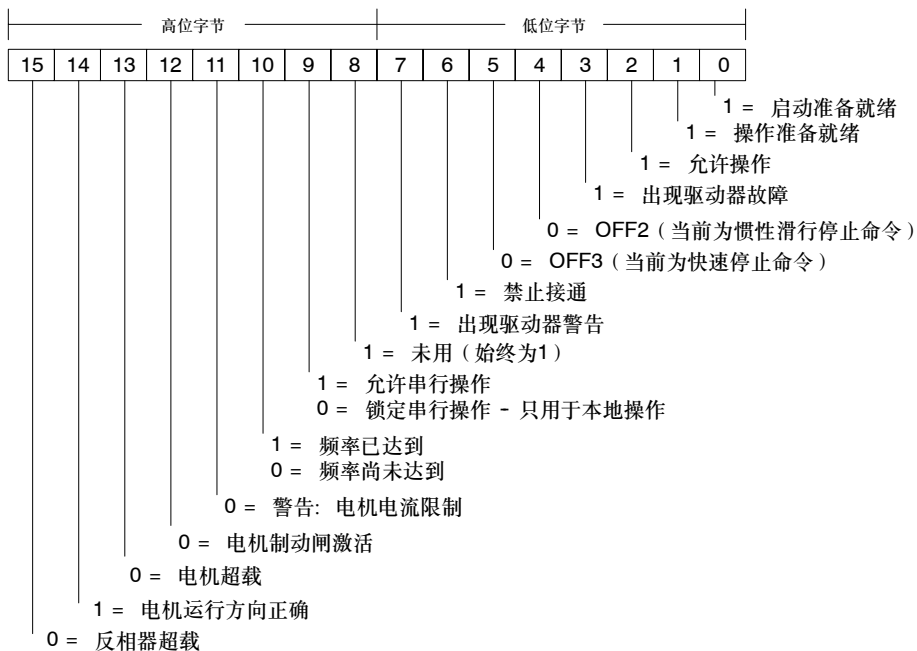 高位字节 低位字节
15 14 13 12 11 10 9 8 7 6 5 4 3 2 1 0
1 = 启动准备就绪
1 = 操作准备就绪
1 = 允许操作
1 = 出现驱动器故障
0 = OFF2（当前为惯性滑行停止命令）
0 = OFF3（当前为快速停止命令）
1 = 禁止接通
1 = 出现驱动器警告
1 = 未用（始终为1）
1 = 允许串行操作
0 = 锁定串行操作 - 只用于本地操作
1 = 频率已达到
0 = 频率尚未达到
0 = 警告: 电机电流限制
0 = 电机制动闸激活
0 = 电机超载
1 = 电机运行方向正确
0 = 反相器超载